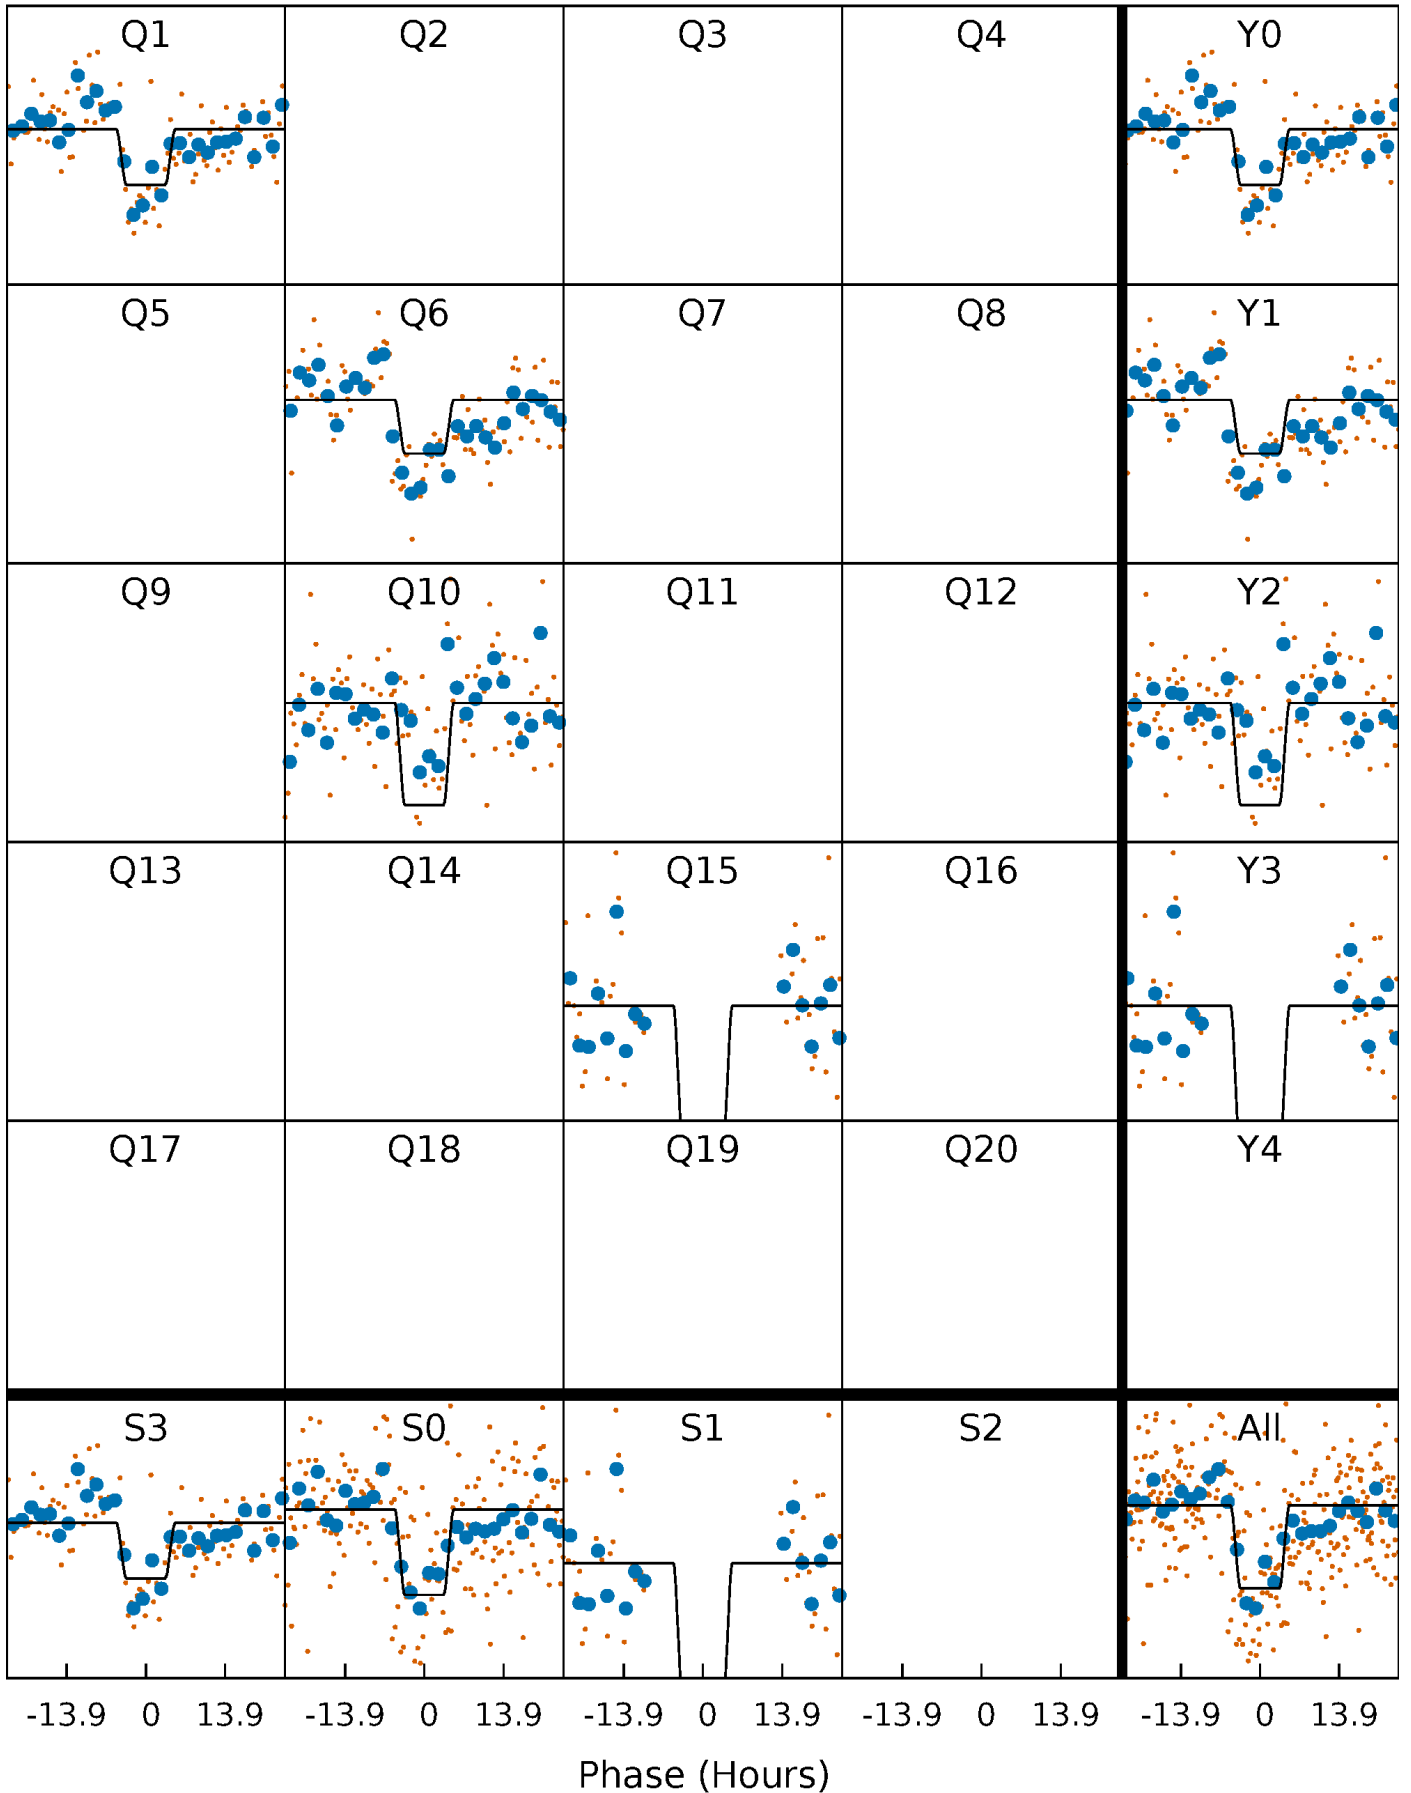 Q1 Q2 Q3 Q4 Y0
Q5 Q6 Q7 Q8 Y1
Q9 Q10 Q11 Q12 Y2
Q13 Q14 Q15 Q16 Y3
Q17 Q18 Q19 Q20 Y4
S3 S0 S1 S2 All
-13.9 0 13.9 -13.9 0 13.9 -13.9 0 13.9 -13.9 0 13.9 -13.9 0 13.9
Phase (Hours)